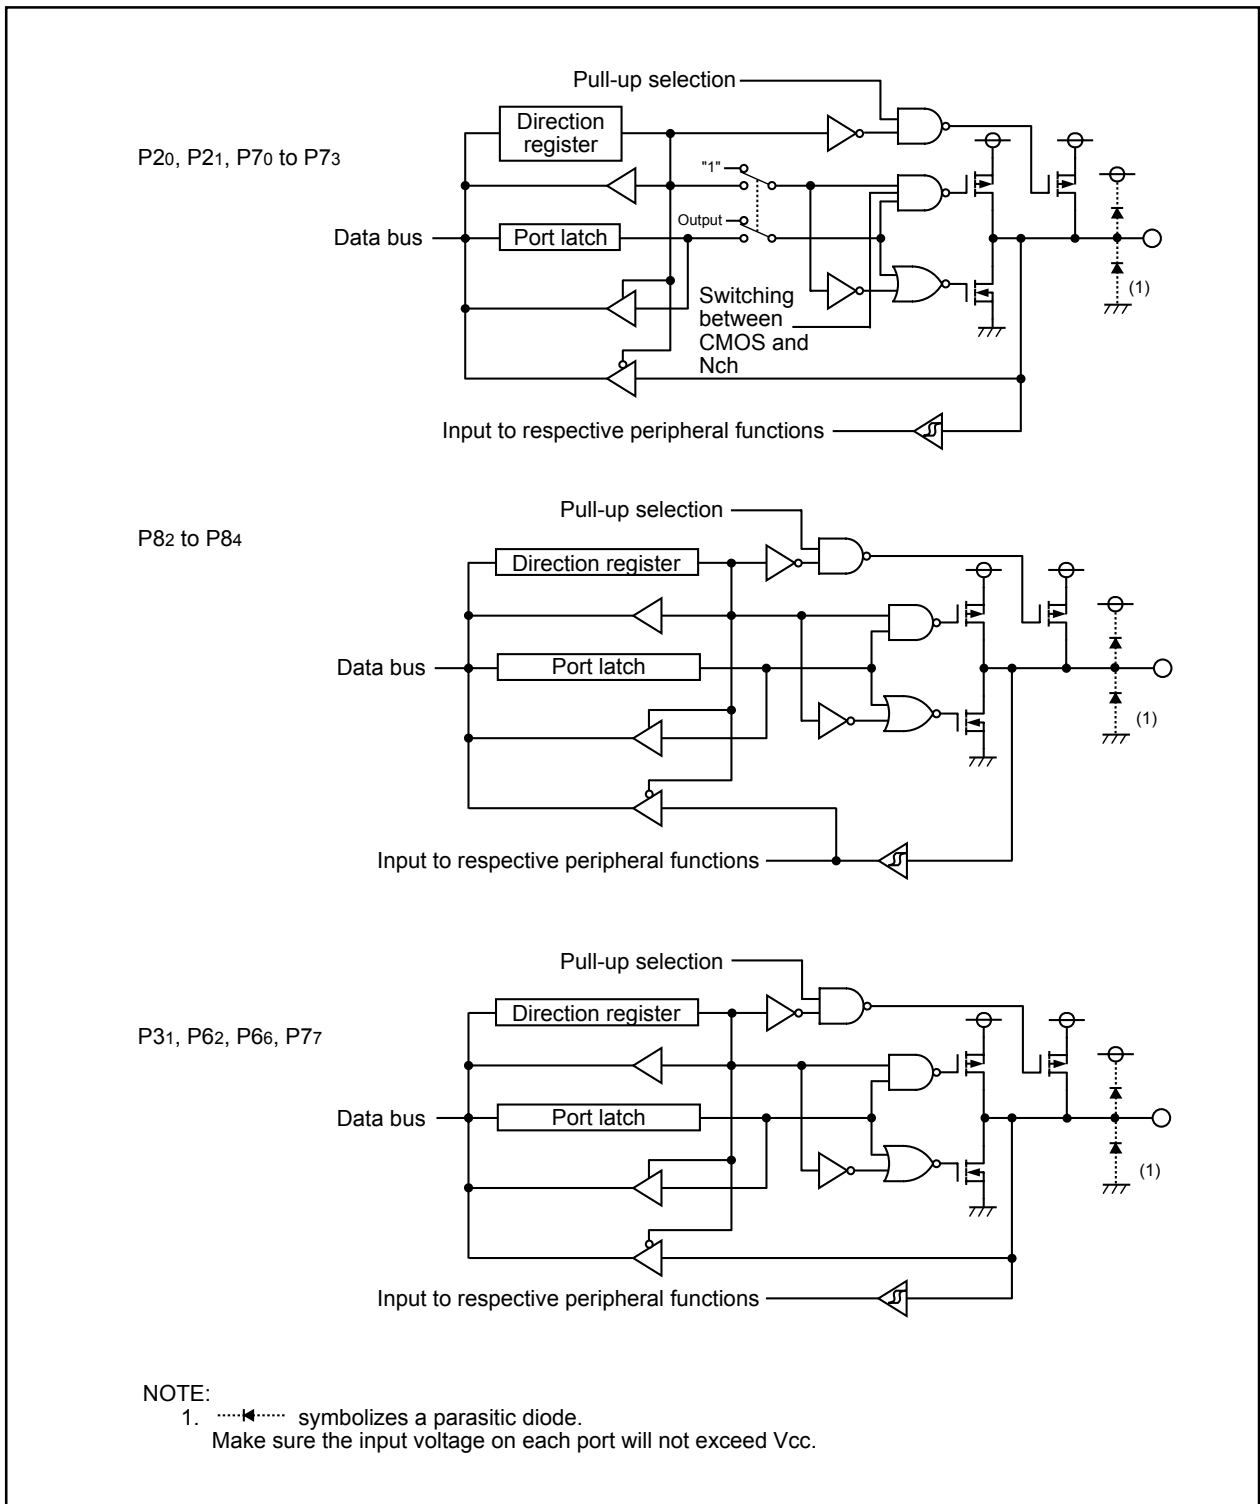 Pull-up selection
Direction
register
P20, P21, P70 to P73
"1"
Output
Data bus
Port latch
Switching
between
CMOS and
Nch
(1)
Input to respective peripheral functions
Pull-up selection
P82 to P84
Direction register
Data bus
Port latch
(1)
Input to respective peripheral functions
Pull-up selection
Direction register
P31, P62, P66, P77
Data bus
Port latch
(1)
Input to respective peripheral functions
NOTE:
1. symbolizes a parasitic diode.
Make sure the input voltage on each port will not exceed Vcc.